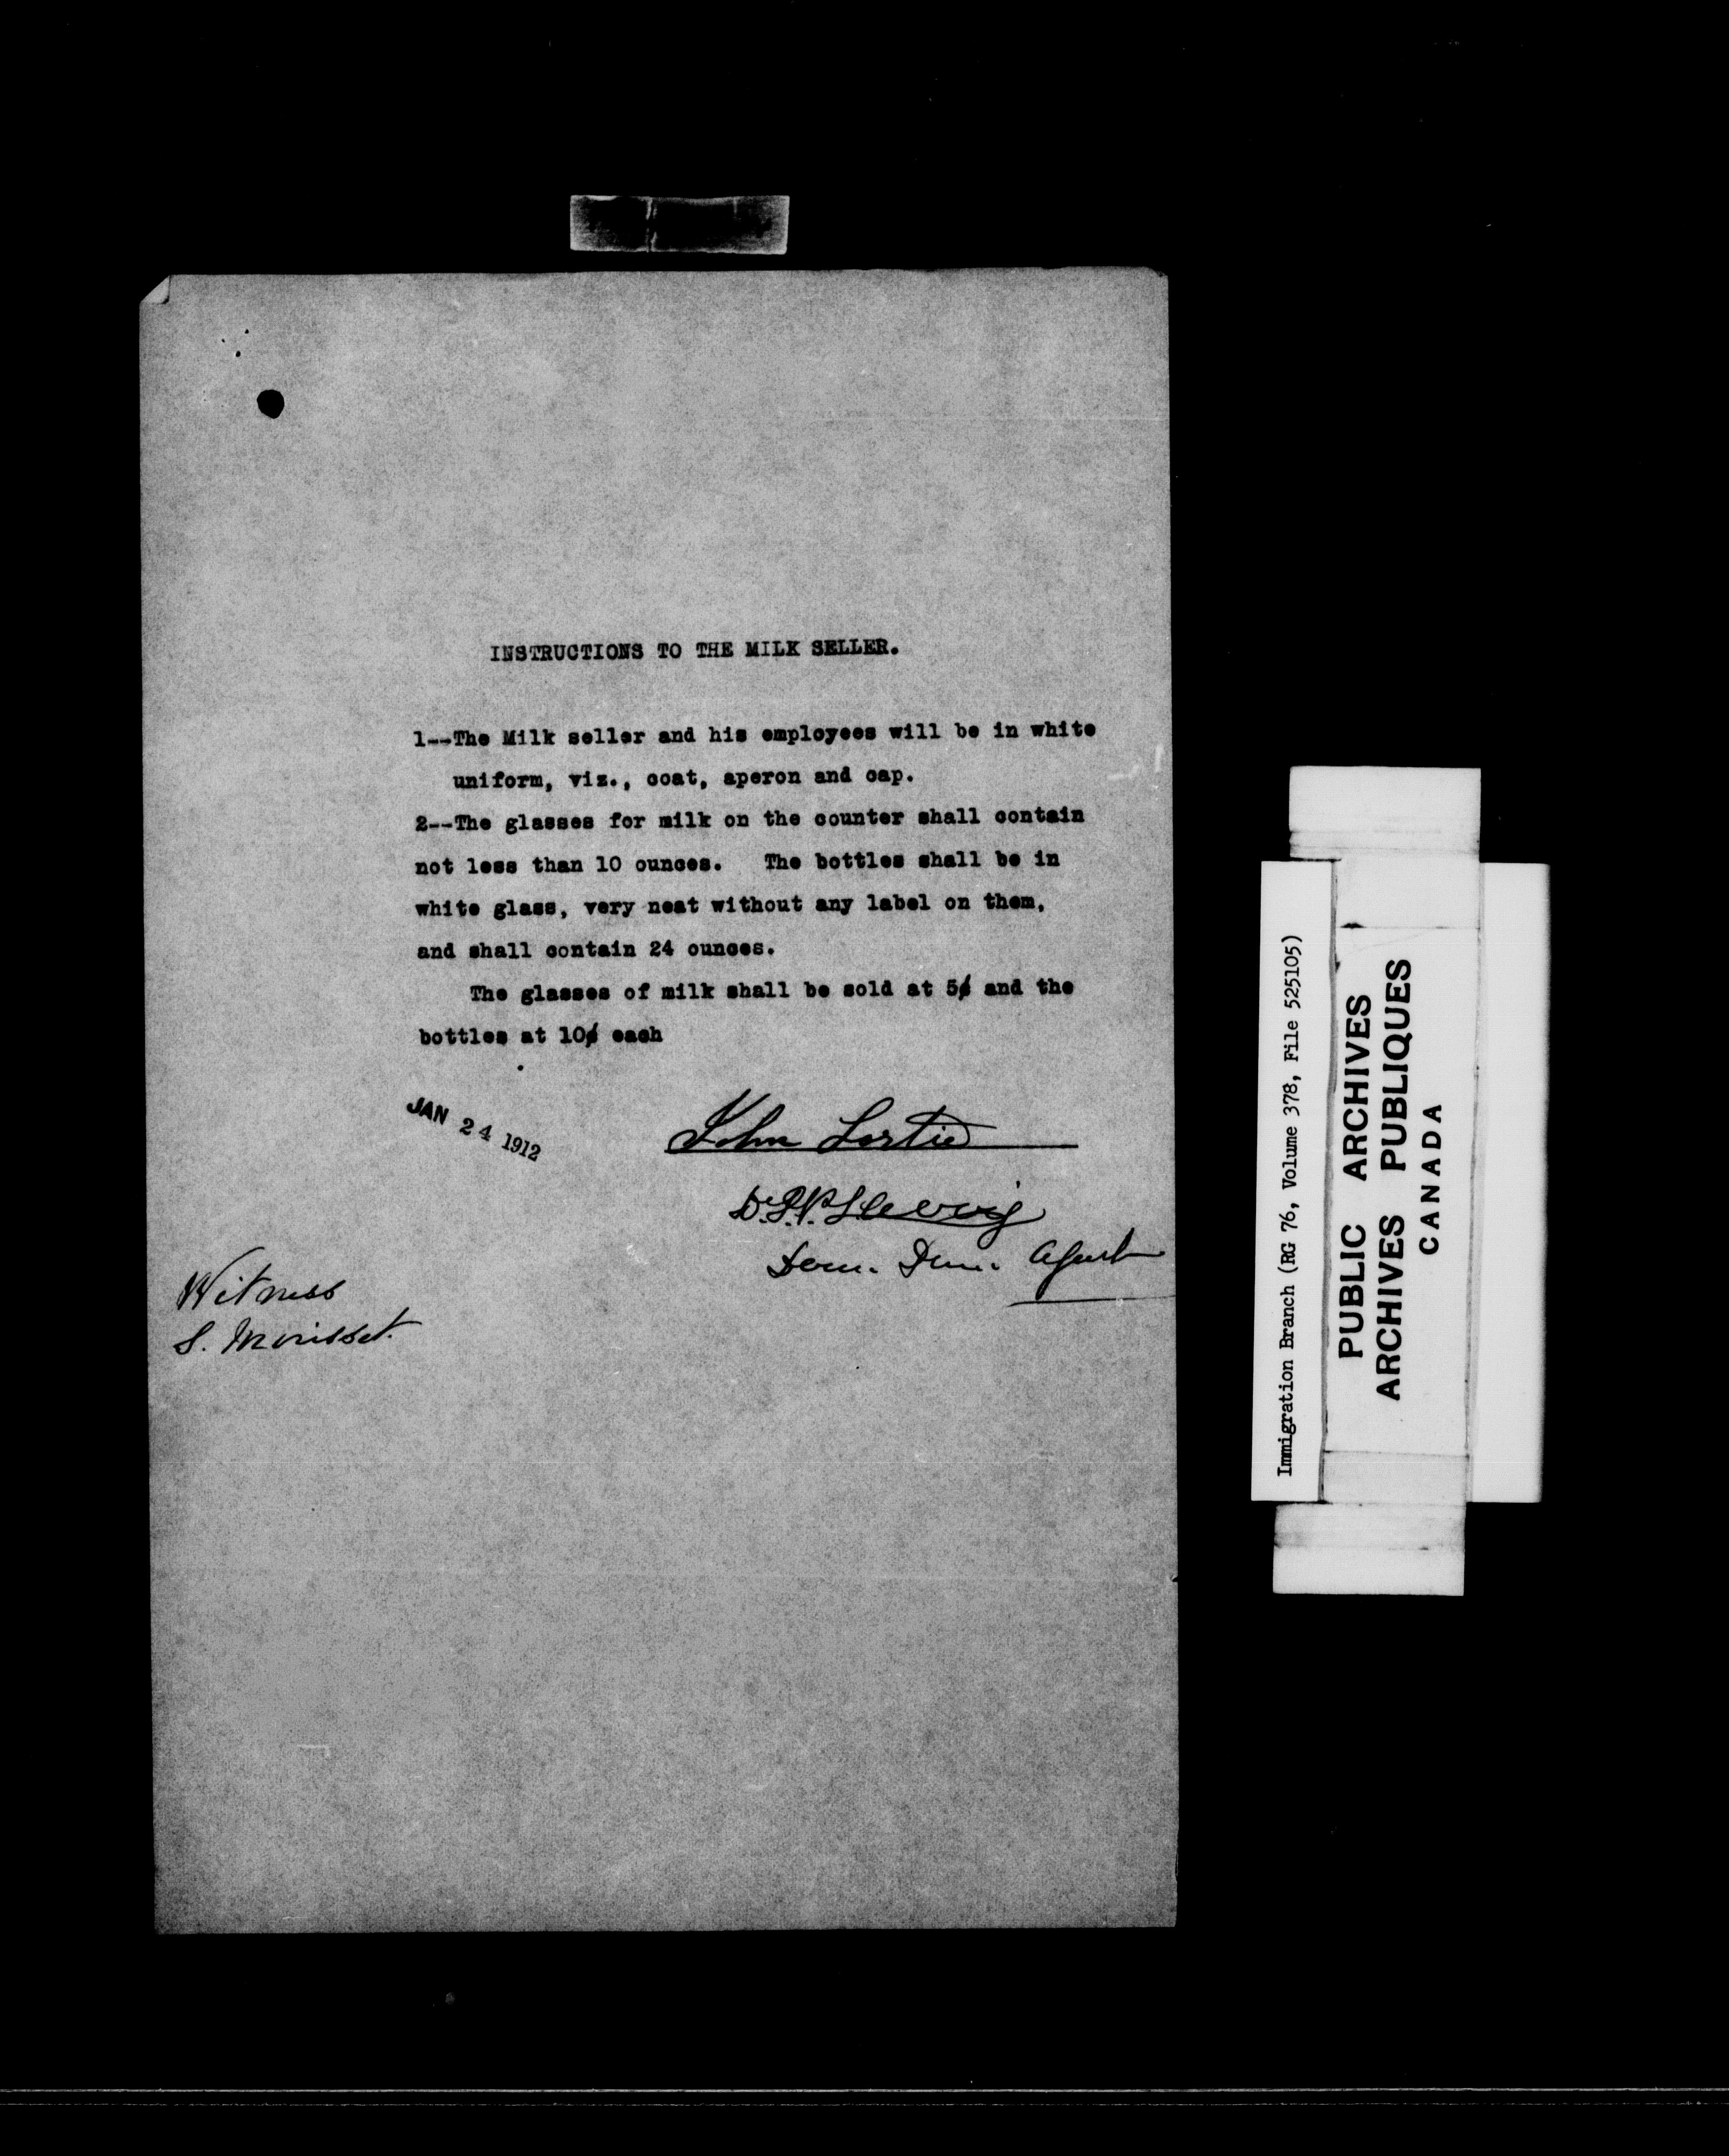 INSTRUCTIONS TO THE MILK SELLER.
1--The Milk seller and his employees will be in white
uniform, viz., coat, aperon and cap.
2--The glasses for milk on the counter shall contain
not less than 10 ounces. The bottles shall be in
white glass, very neat without any label on them,
and shall contain 24 ounces.
The glasses of milk shall be sold at 5¢ and the
bottles at 10¢ each
JAN 24 1912
John Lortie
Dom. Imm. Agent
Witness
S. Morisset.
Immigration Branch (RG 76, Volume 378, File 525105)
PUBLIC ARCHIVES
ARCHIVES PUBLIQUES
CANADA